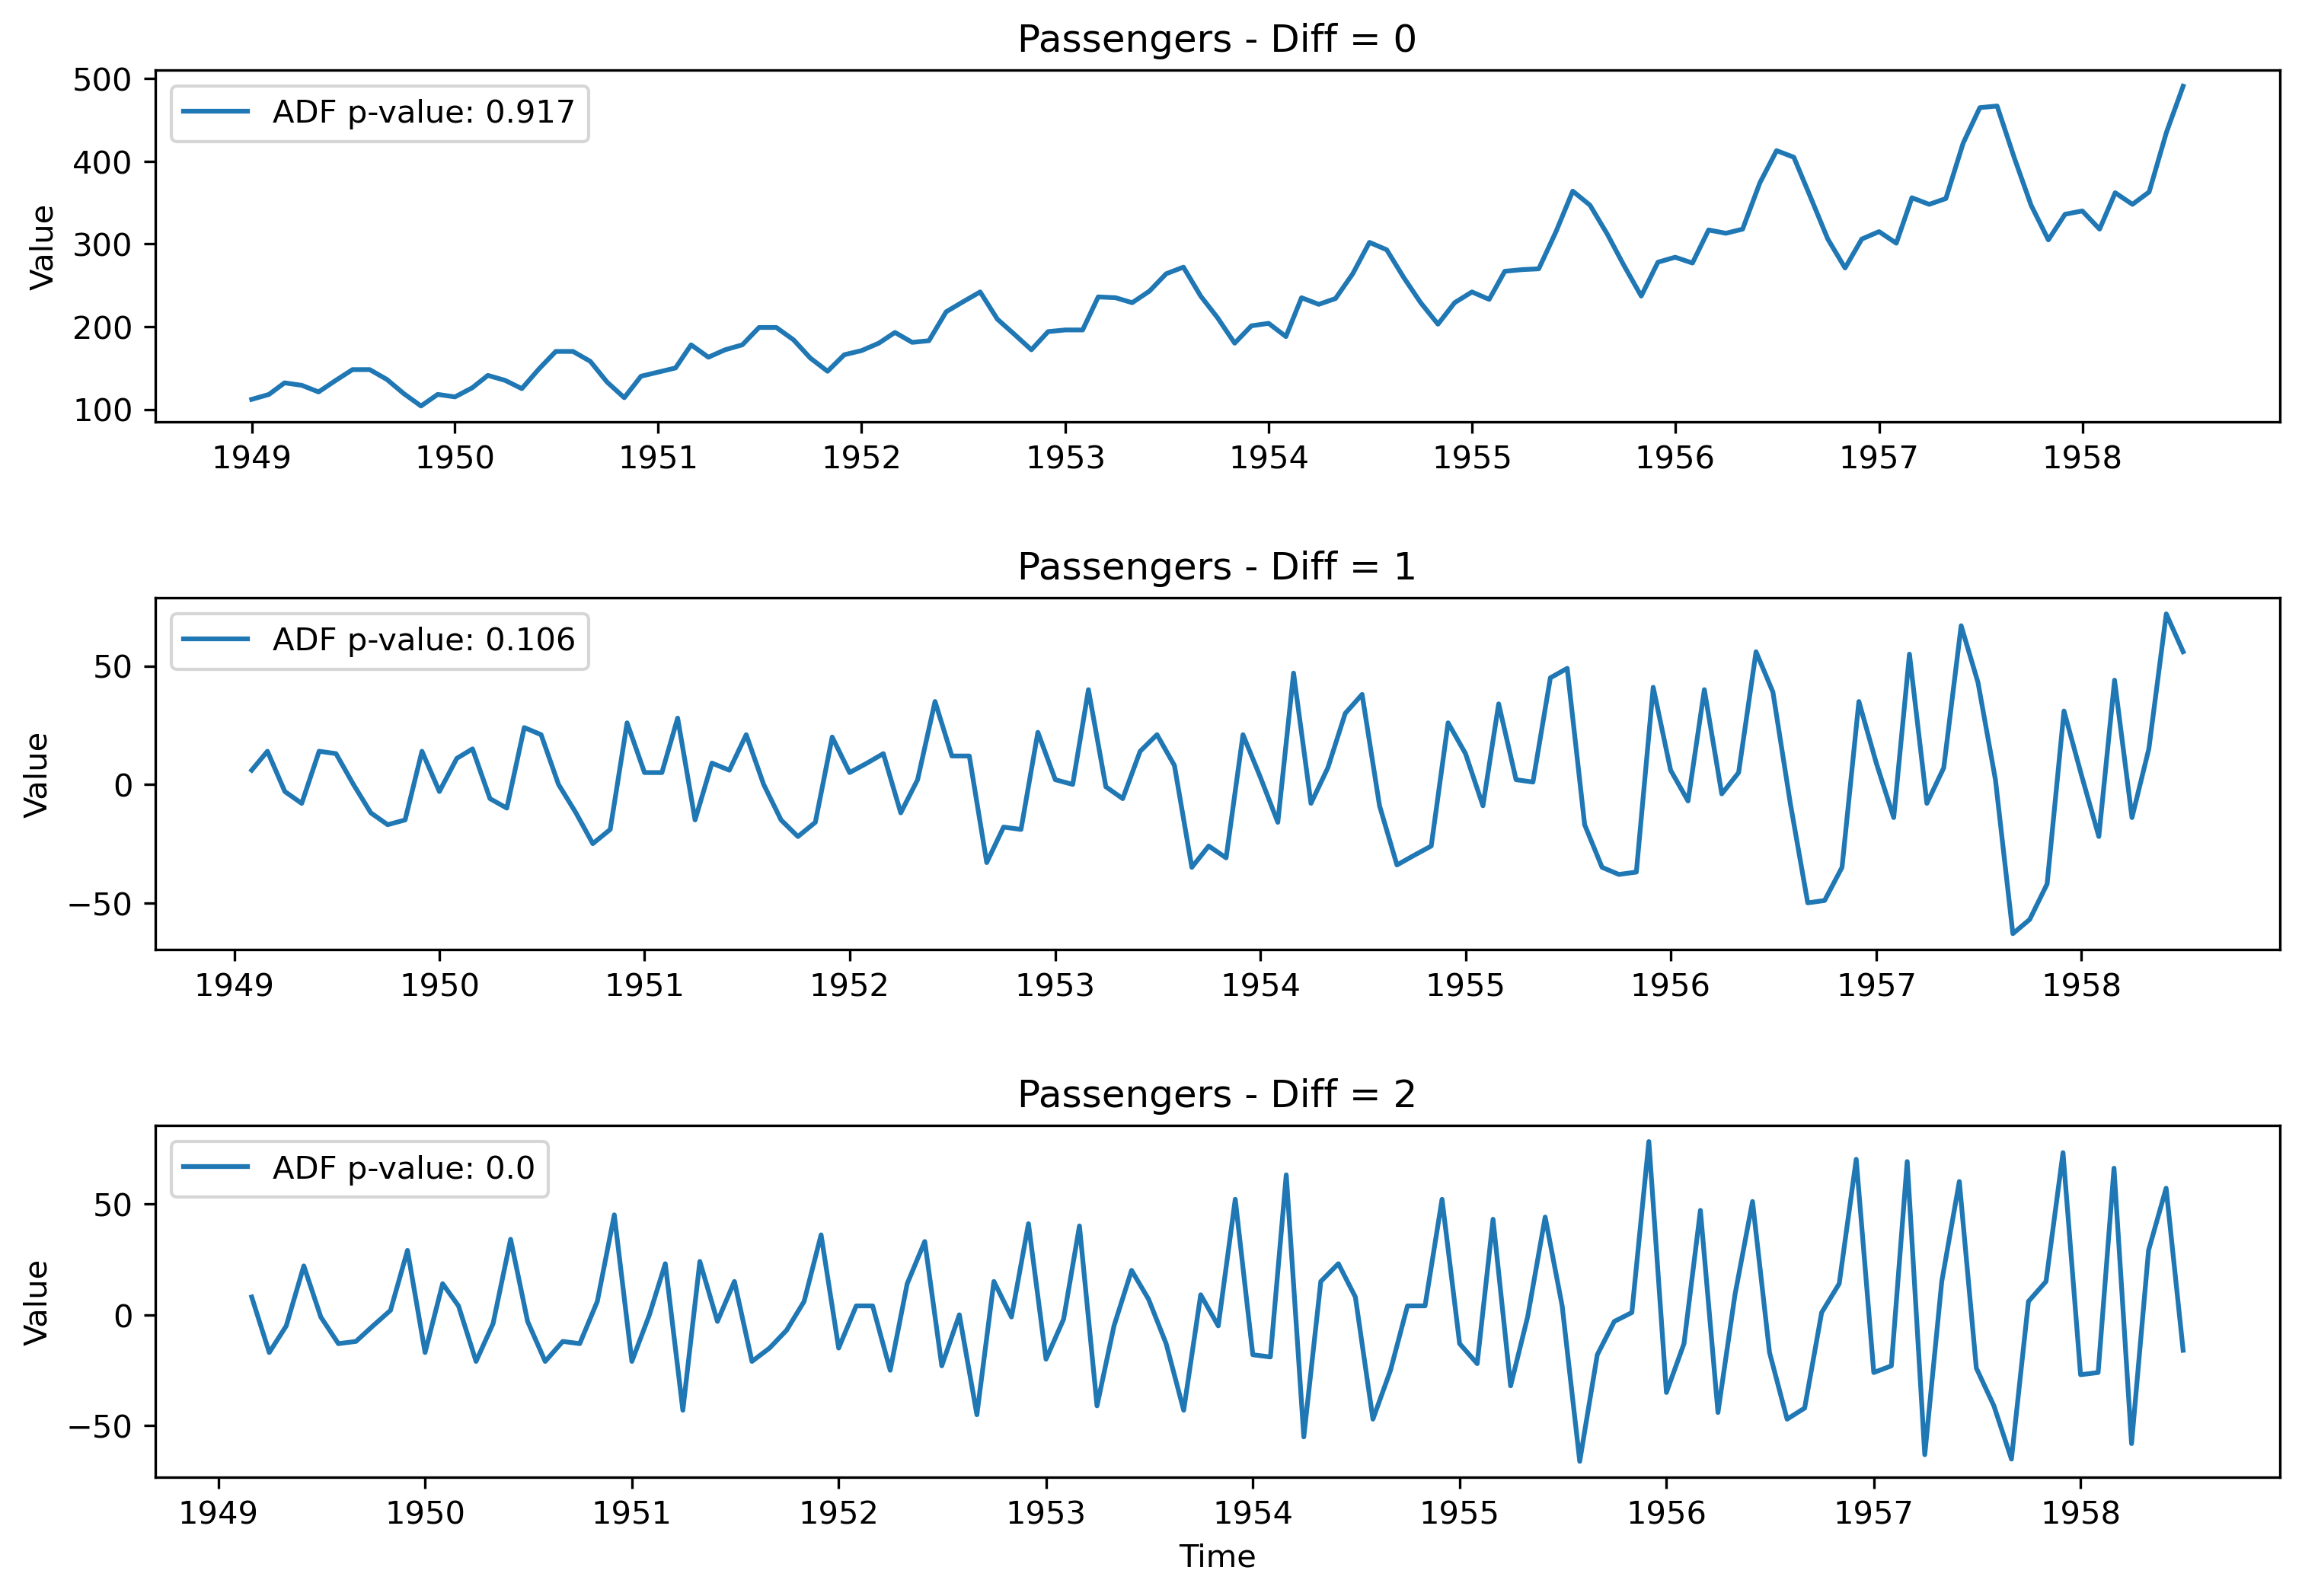 Passengers - Diff = 0
500
400
300
200
100
Value
ADF p-value: 0.917
1949 1950 1951 1952 1953 1954 1955 1956 1957 1958
Passengers - Diff = 1
50
0
−50
Value
ADF p-value: 0.106
1949 1950 1951 1952 1953 1954 1955 1956 1957 1958
Passengers - Diff = 2
50
0
−50
Value
ADF p-value: 0.0
1949 1950 1951 1952 1953 1954 1955 1956 1957 1958
Time